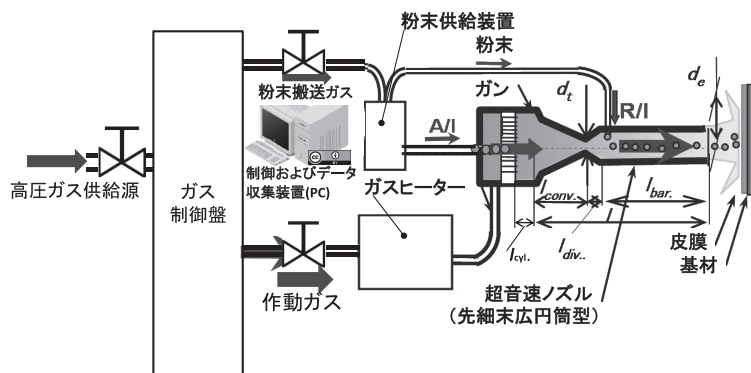 粉末供給装置
粉末
ガン
d_t
d_e
粉末搬送ガス
A/I
R/I
高圧ガス供給源
ガス
制御盤
制御およびデータ
収集装置(PC)
ガスヒーター
l_conv.
l_bar.
l
l_cyl.
l_div..
作動ガス
超音速ノズル
(先細末広円筒型)
皮膜
基材